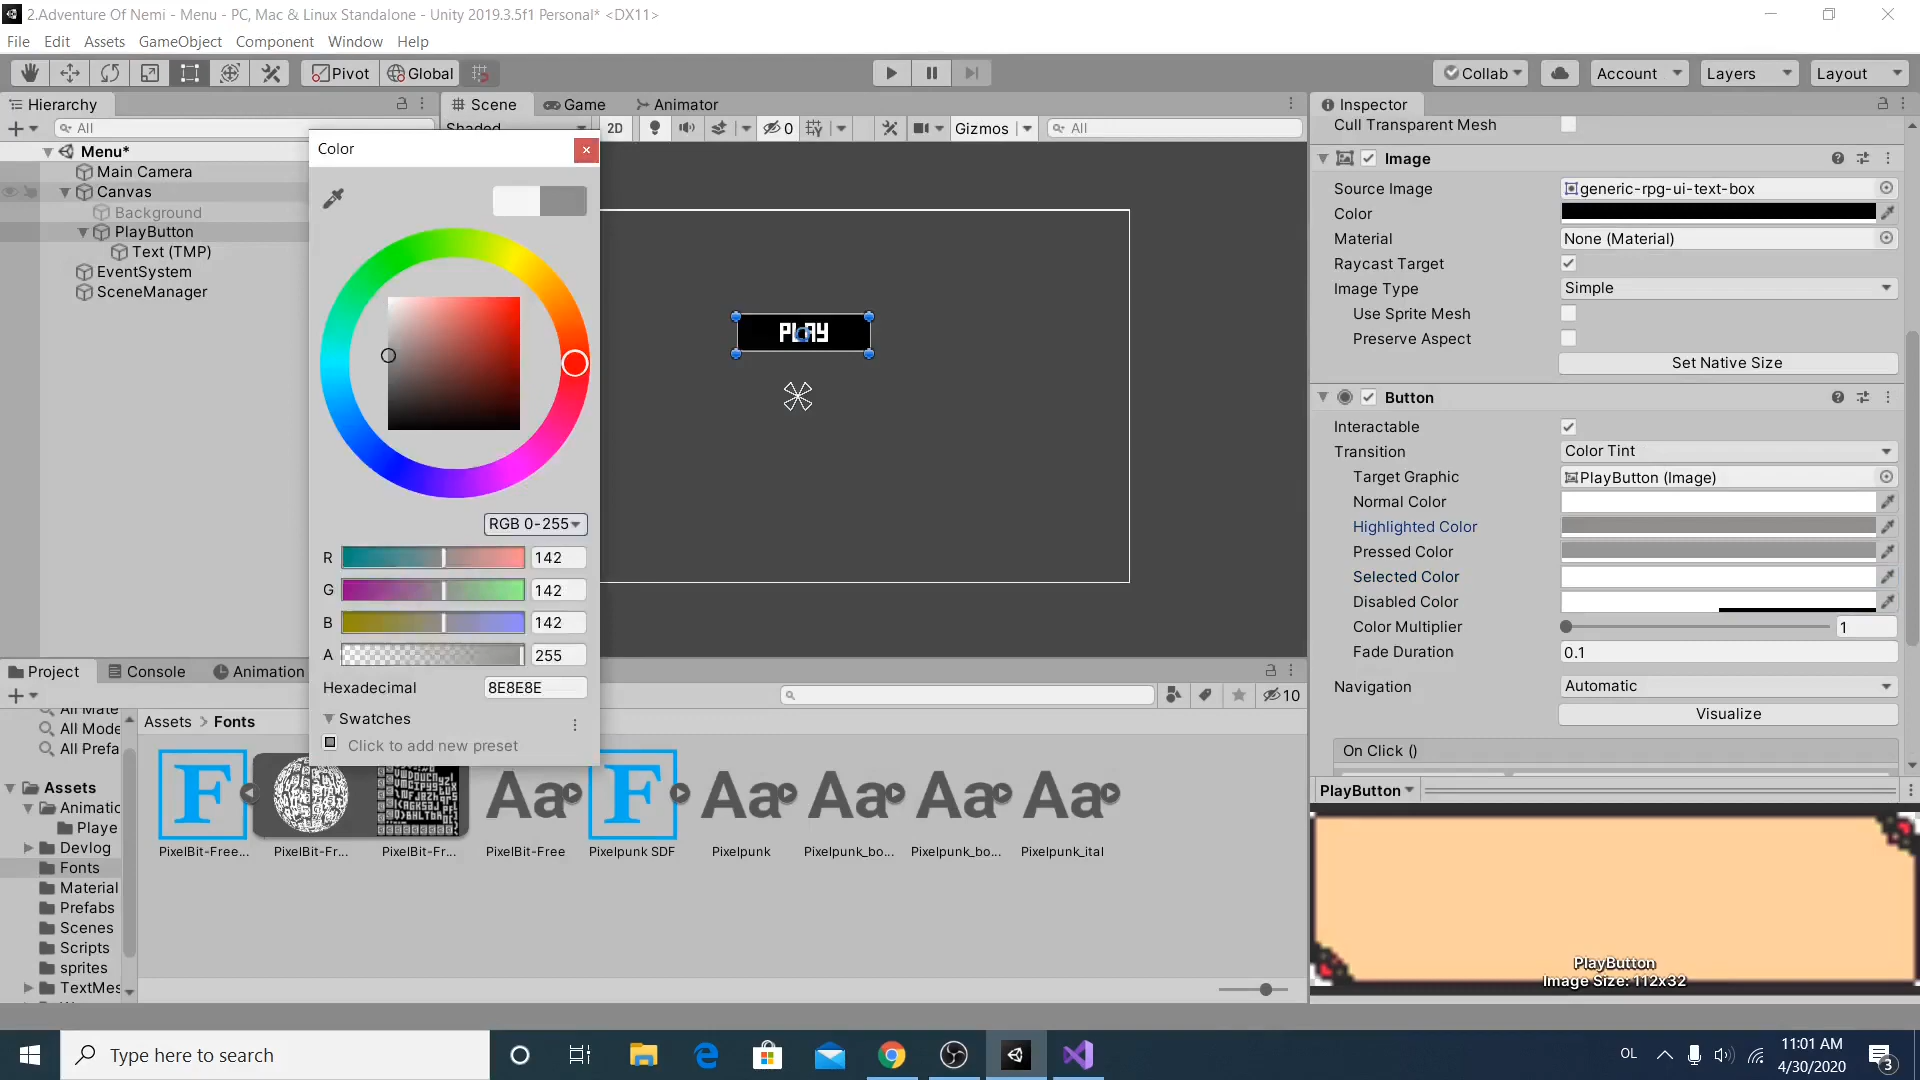 2.Adventure Of Nemi - Menu - PC, Mac & Linux Standalone - Unity 2019.3.5f1 Personal* <DX11>
File Edit Assets GameObject Component Window Help
Pivot Global Collab Account Layers Layout
Hierarchy
All
Menu*
Main Camera
Canvas
Background
PlayButton
Text (TMP)
EventSystem
SceneManager
Scene Game Animator
Shaded 2D 0 Gizmos All
PLAY
Color
RGB 0-255
R 142
G 142
B 142
A 255
Hexadecimal 8E8E8E
Swatches
Click to add new preset
Inspector
Cull Transparent Mesh
Image
Source Image generic-rpg-ui-text-box
Color
Material None (Material)
Raycast Target
Image Type Simple
Use Sprite Mesh
Preserve Aspect
Set Native Size
Button
Interactable
Transition Color Tint
Target Graphic PlayButton (Image)
Normal Color
Highlighted Color
Pressed Color
Selected Color
Disabled Color
Color Multiplier 1
Fade Duration 0.1
Navigation Automatic
Visualize
On Click ()
PlayButton
PlayButton
Image Size: 112x32
Project Console Animation
10
All Mate
All Mode
All Prefa
Assets
Animatic
Playe
Devlog
Fonts
Material
Prefabs
Scenes
Scripts
sprites
TextMes
Assets > Fonts
PixelBit-Free... PixelBit-Fr... PixelBit-Fr... PixelBit-Free Pixelpunk SDF Pixelpunk Pixelpunk_bo... Pixelpunk_bo... Pixelpunk_ital
Type here to search
OL
11:01 AM
4/30/2020
3